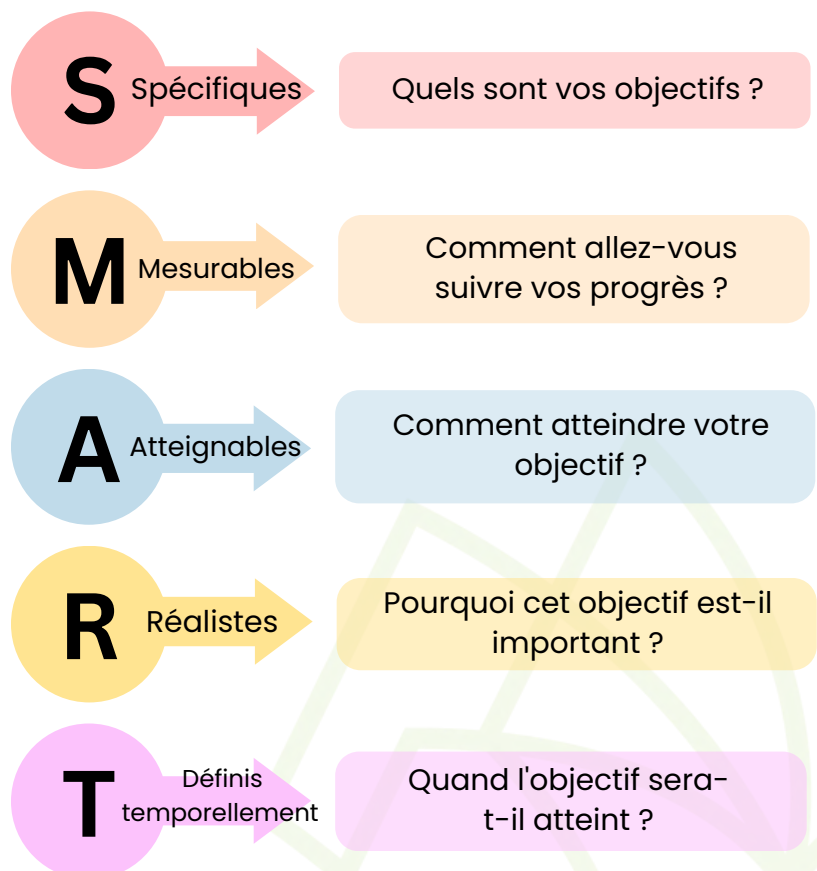 S Spécifiques Quels sont vos objectifs ?
M Mesurables Comment allez-vous
suivre vos progrès ?
A Atteignables Comment atteindre votre
objectif ?
R Réalistes Pourquoi cet objectif est-il
important ?
T Définis
temporellement
Quand l'objectif sera-
t-il atteint ?